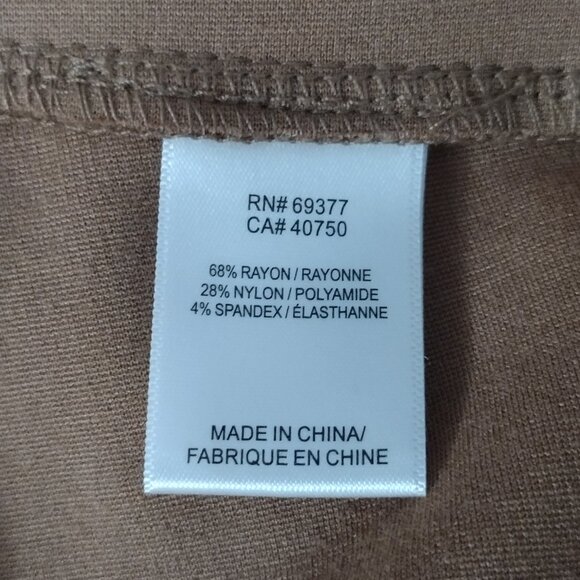 RN# 69377
CA# 40750
68% RAYON / RAYONNE
28% NYLON / POLYAMIDE
4% SPANDEX / ÉLASTHANNE
MADE IN CHINA/
FABRIQUE EN CHINE